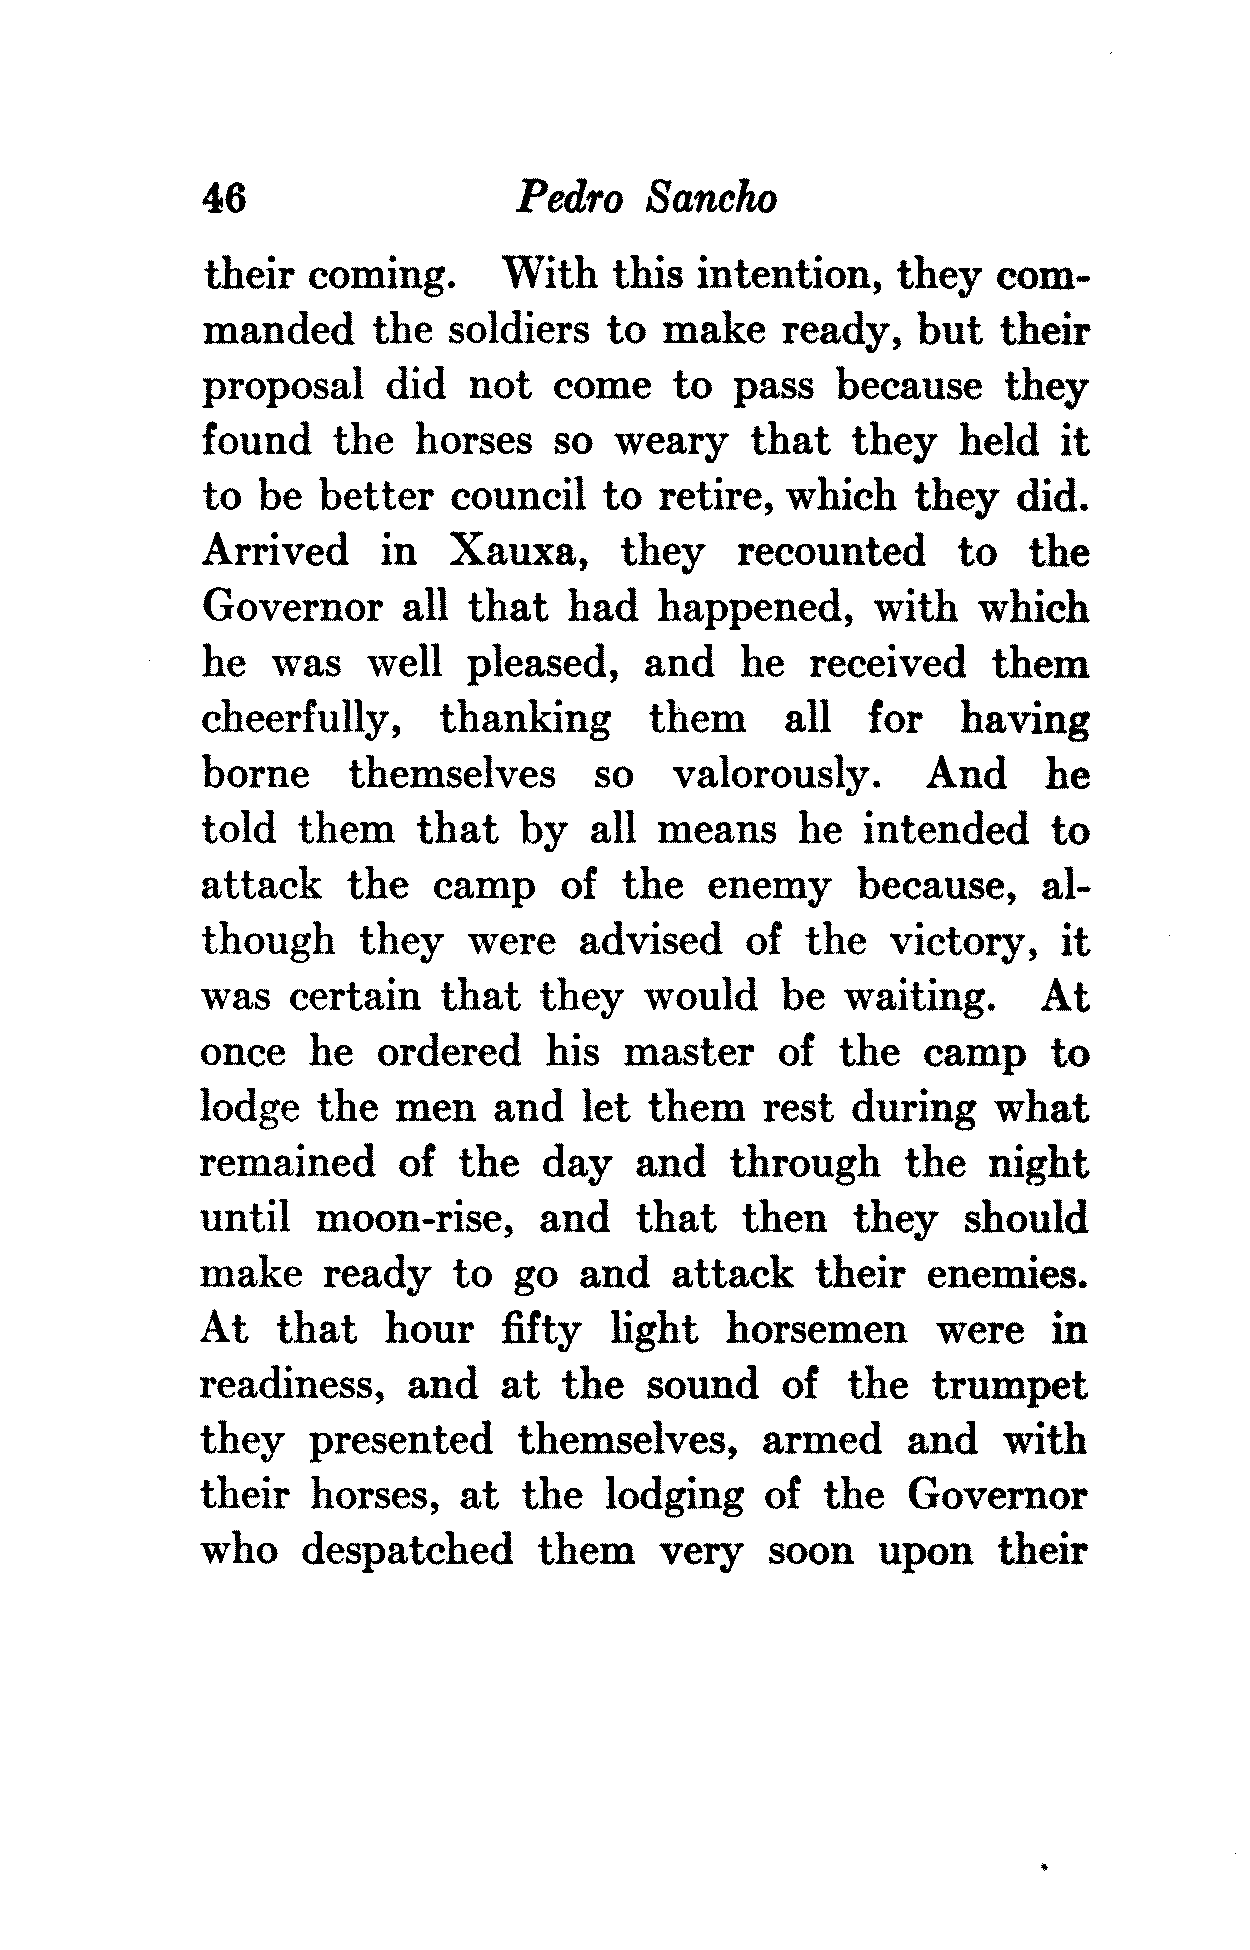 46 Pedro Sancho
their coming. With this intention, they com-
manded the soldiers to make ready, but their
proposal did not come to pass because they
found the horses so weary that they held it
to be better council to retire, which they did.
Arrived in Xauxa, they recounted to the
Governor all that had happened, with which
he was well pleased, and he received them
cheerfully, thanking them all for having
borne themselves so valorously. And he
told them that by all means he intended to
attack the camp of the enemy because, al-
though they were advised of the victory, it
was certain that they would be waiting. At
once he ordered his master of the camp to
lodge the men and let them rest during what
remained of the day and through the night
until moon-rise, and that then they should
make ready to go and attack their enemies.
At that hour fifty light horsemen were in
readiness, and at the sound of the trumpet
they presented themselves, armed and with
their horses, at the lodging of the Governor
who despatched them very soon upon their